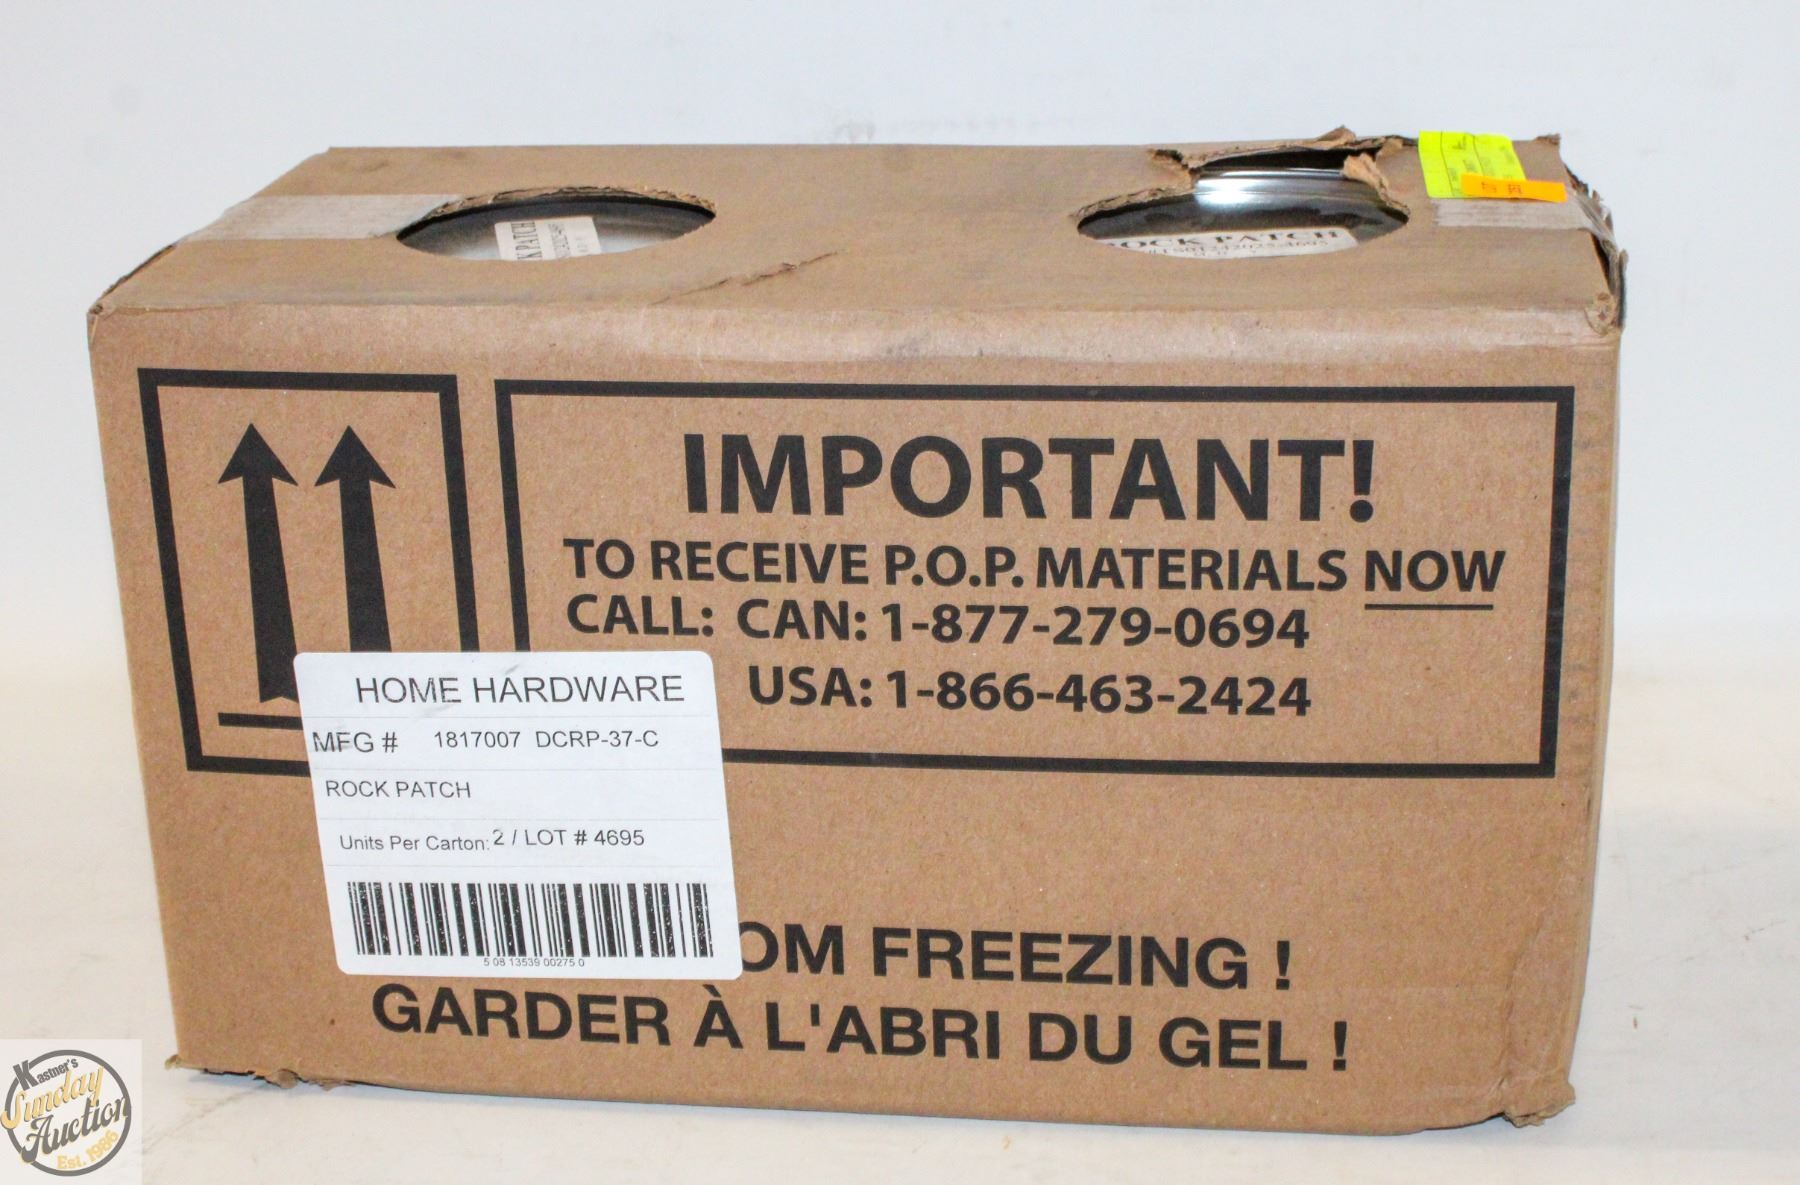 K PATCH
ROCK PATCH
IMPORTANT!
TO RECEIVE P.O.P. MATERIALS NOW
CALL: CAN: 1-877-279-0694
USA: 1-866-463-2424
HOME HARDWARE
MFG # 1817007 DCRP-37-C
ROCK PATCH
Units Per Carton: 2 / LOT # 4695
5 08 13539 00275 0
OM FREEZING !
GARDER À L'ABRI DU GEL !
Kastner's
Sunday
Auction
Est. 1986